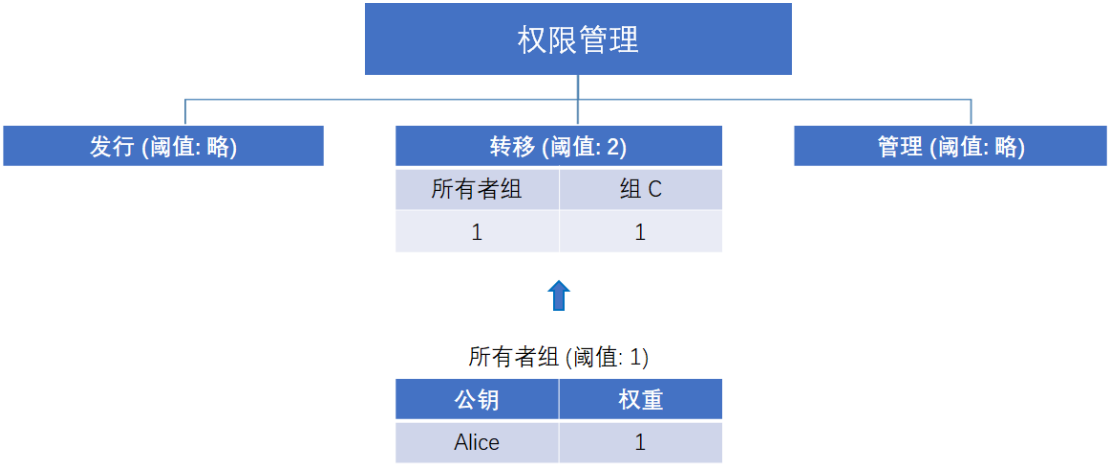 权限管理
发行 (阈值: 略)
转移 (阈值: 2)
管理 (阈值: 略)
所有者组 组 C
1 1
所有者组 (阈值: 1)
公钥 权重
Alice 1